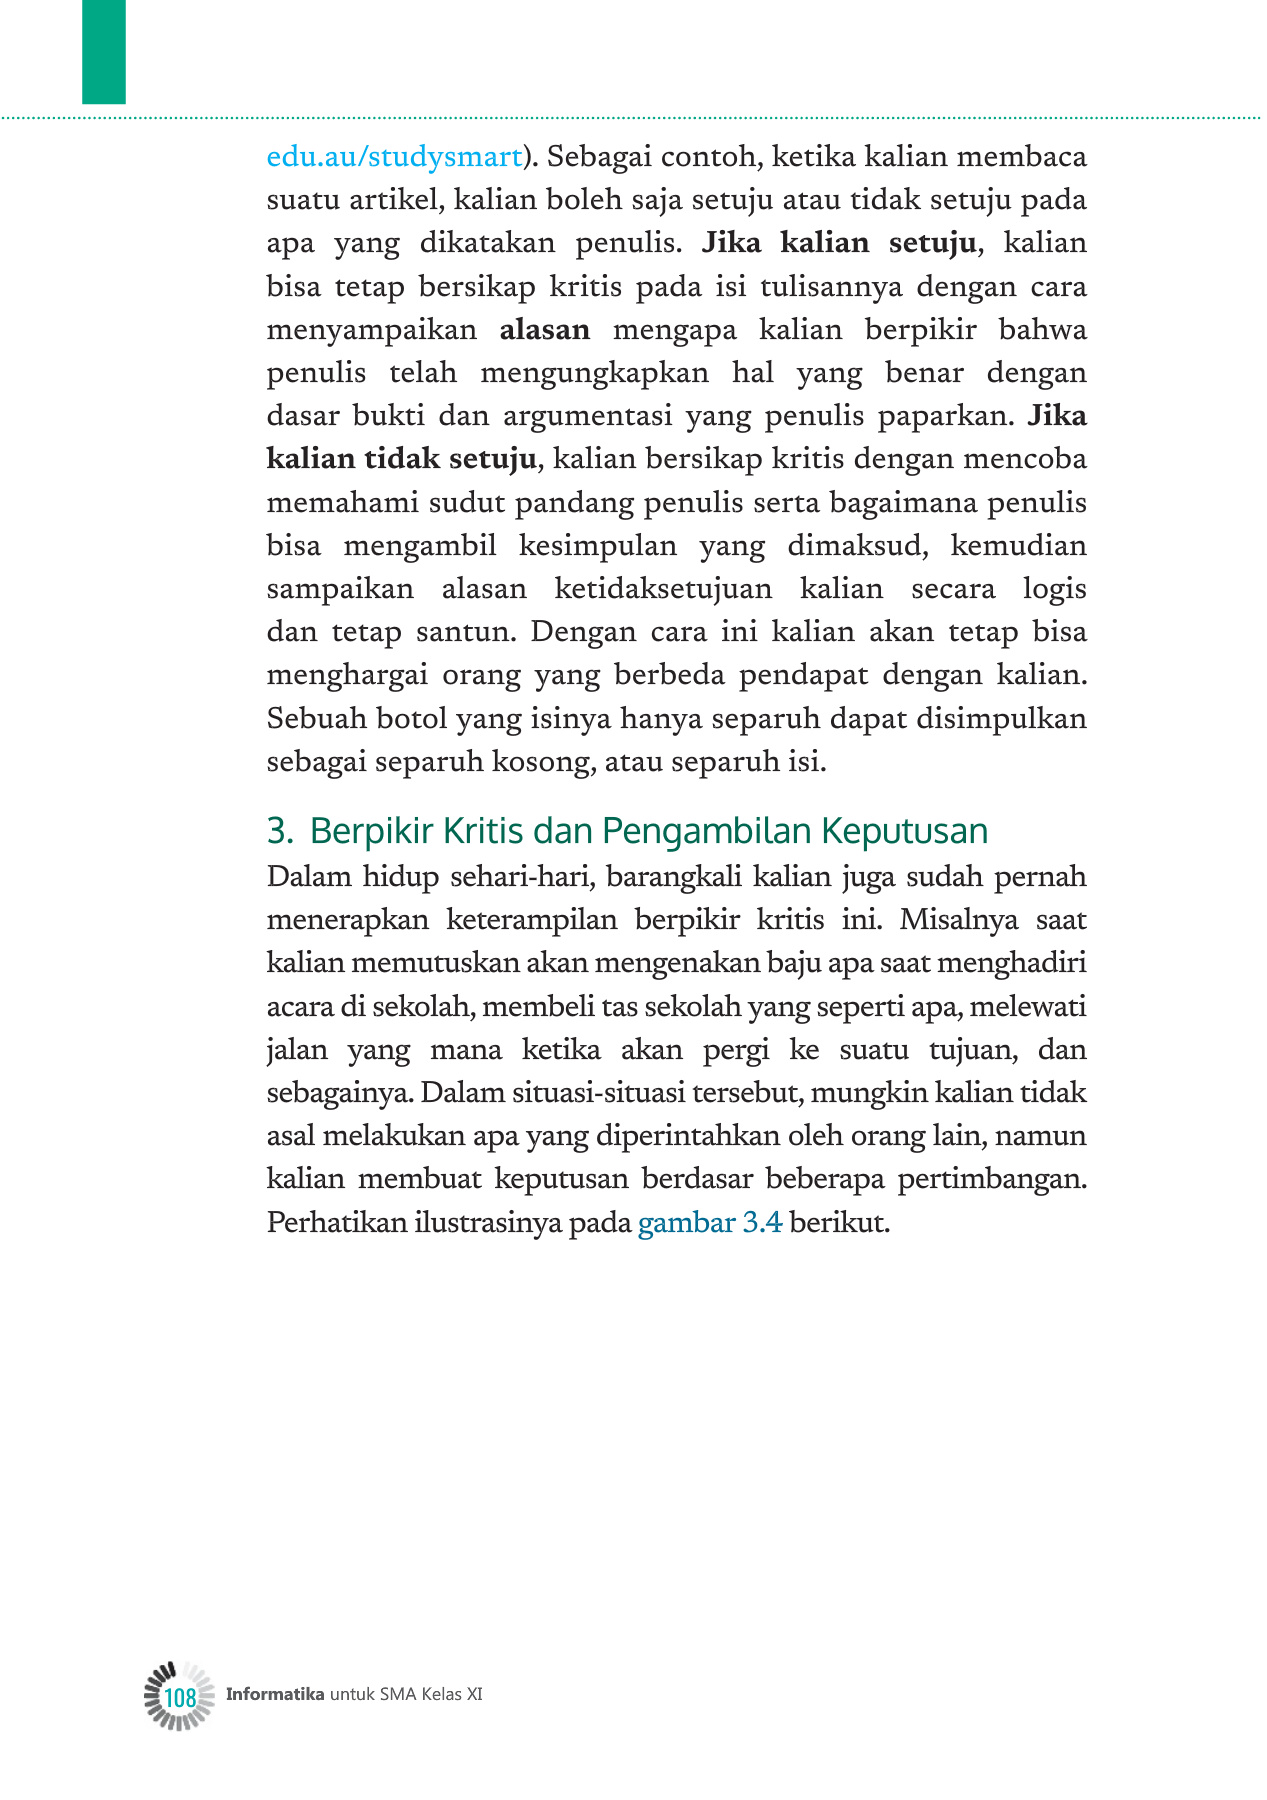 edu.au/studysmart). Sebagai contoh, ketika kalian membaca
suatu artikel, kalian boleh saja setuju atau tidak setuju pada
apa yang dikatakan penulis. Jika kalian setuju, kalian
bisa tetap bersikap kritis pada isi tulisannya dengan cara
menyampaikan alasan mengapa kalian berpikir bahwa
penulis telah mengungkapkan hal yang benar dengan
dasar bukti dan argumentasi yang penulis paparkan. Jika
kalian tidak setuju, kalian bersikap kritis dengan mencoba
memahami sudut pandang penulis serta bagaimana penulis
bisa mengambil kesimpulan yang dimaksud, kemudian
sampaikan alasan ketidaksetujuan kalian secara logis
dan tetap santun. Dengan cara ini kalian akan tetap bisa
menghargai orang yang berbeda pendapat dengan kalian.
Sebuah botol yang isinya hanya separuh dapat disimpulkan
sebagai separuh kosong, atau separuh isi.
3. Berpikir Kritis dan Pengambilan Keputusan
Dalam hidup sehari-hari, barangkali kalian juga sudah pernah
menerapkan keterampilan berpikir kritis ini. Misalnya saat
kalian memutuskan akan mengenakan baju apa saat menghadiri
acara di sekolah, membeli tas sekolah yang seperti apa, melewati
jalan yang mana ketika akan pergi ke suatu tujuan, dan
sebagainya. Dalam situasi-situasi tersebut, mungkin kalian tidak
asal melakukan apa yang diperintahkan oleh orang lain, namun
kalian membuat keputusan berdasar beberapa pertimbangan.
Perhatikan ilustrasinya pada gambar 3.4 berikut.
108 Informatika untuk SMA Kelas XI